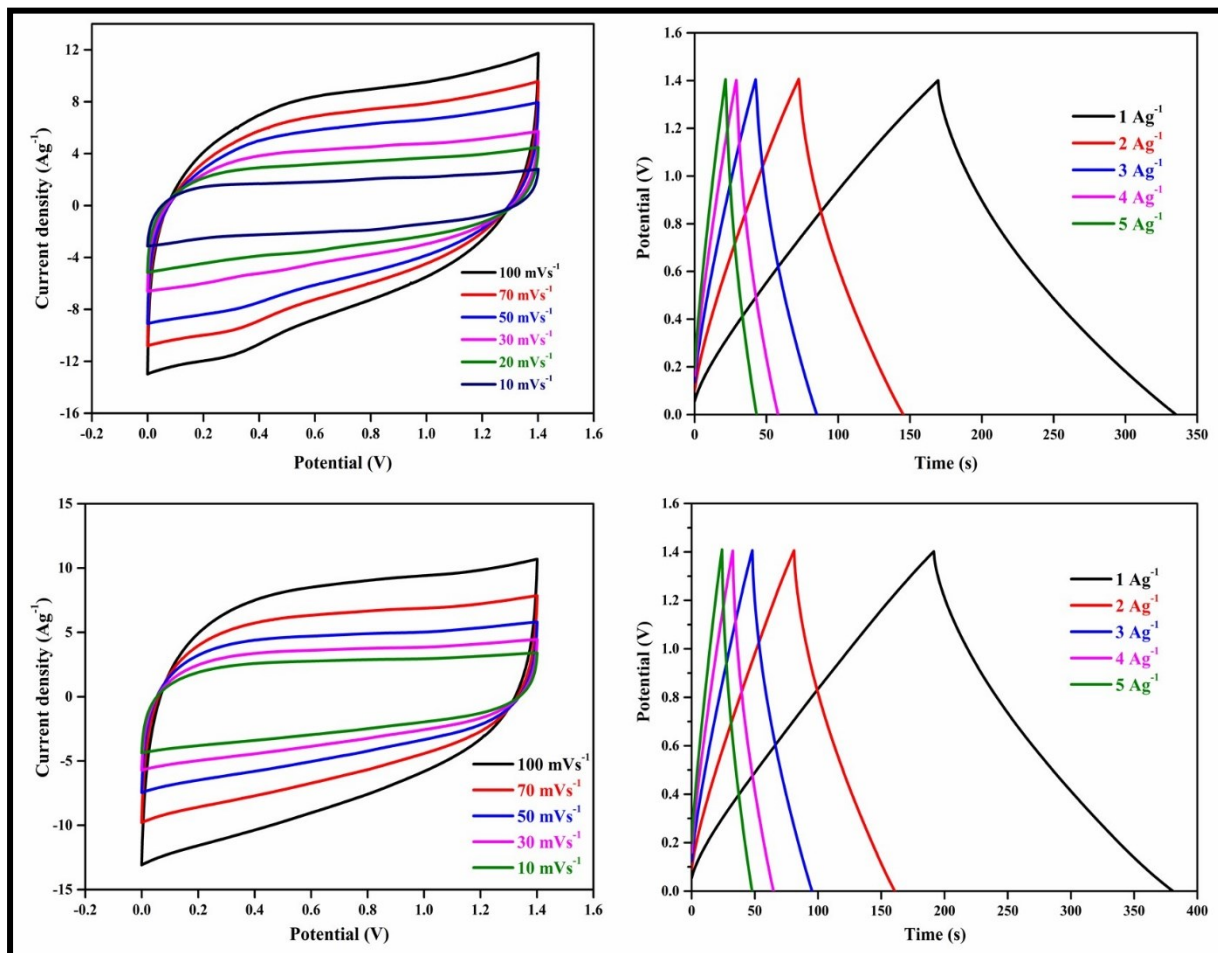 Current density (Ag⁻¹)
12
8
4
0
-4
-8
-12
-16
-0.2 0.0 0.2 0.4 0.6 0.8 1.0 1.2 1.4 1.6
Potential (V)
100 mVs⁻¹
70 mVs⁻¹
50 mVs⁻¹
30 mVs⁻¹
20 mVs⁻¹
10 mVs⁻¹
Potential (V)
1.6
1.4
1.2
1.0
0.8
0.6
0.4
0.2
0.0
0 50 100 150 200 250 300 350
Time (s)
1 Ag⁻¹
2 Ag⁻¹
3 Ag⁻¹
4 Ag⁻¹
5 Ag⁻¹
Current density (Ag⁻¹)
15
10
5
0
-5
-10
-15
-0.2 0.0 0.2 0.4 0.6 0.8 1.0 1.2 1.4 1.6
Potential (V)
100 mVs⁻¹
70 mVs⁻¹
50 mVs⁻¹
30 mVs⁻¹
10 mVs⁻¹
Potential (V)
1.6
1.4
1.2
1.0
0.8
0.6
0.4
0.2
0.0
0 50 100 150 200 250 300 350 400
Time (s)
1 Ag⁻¹
2 Ag⁻¹
3 Ag⁻¹
4 Ag⁻¹
5 Ag⁻¹